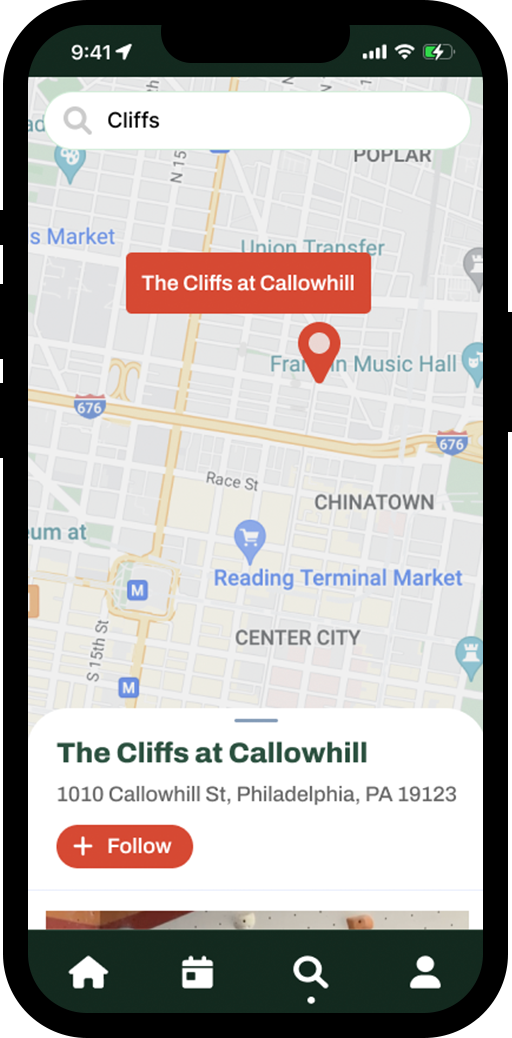 9:41
Cliffs
POPLAR
N 15
s Market
Union Transfer
The Cliffs at Callowhill
Music Hall
676
676
Race St
CHINATOWN
eum at
M
Reading Terminal Market
CENTER CITY
S 15th St
M
The Cliffs at Callowhill
1010 Callowhill St, Philadelphia, PA 19123
+ Follow